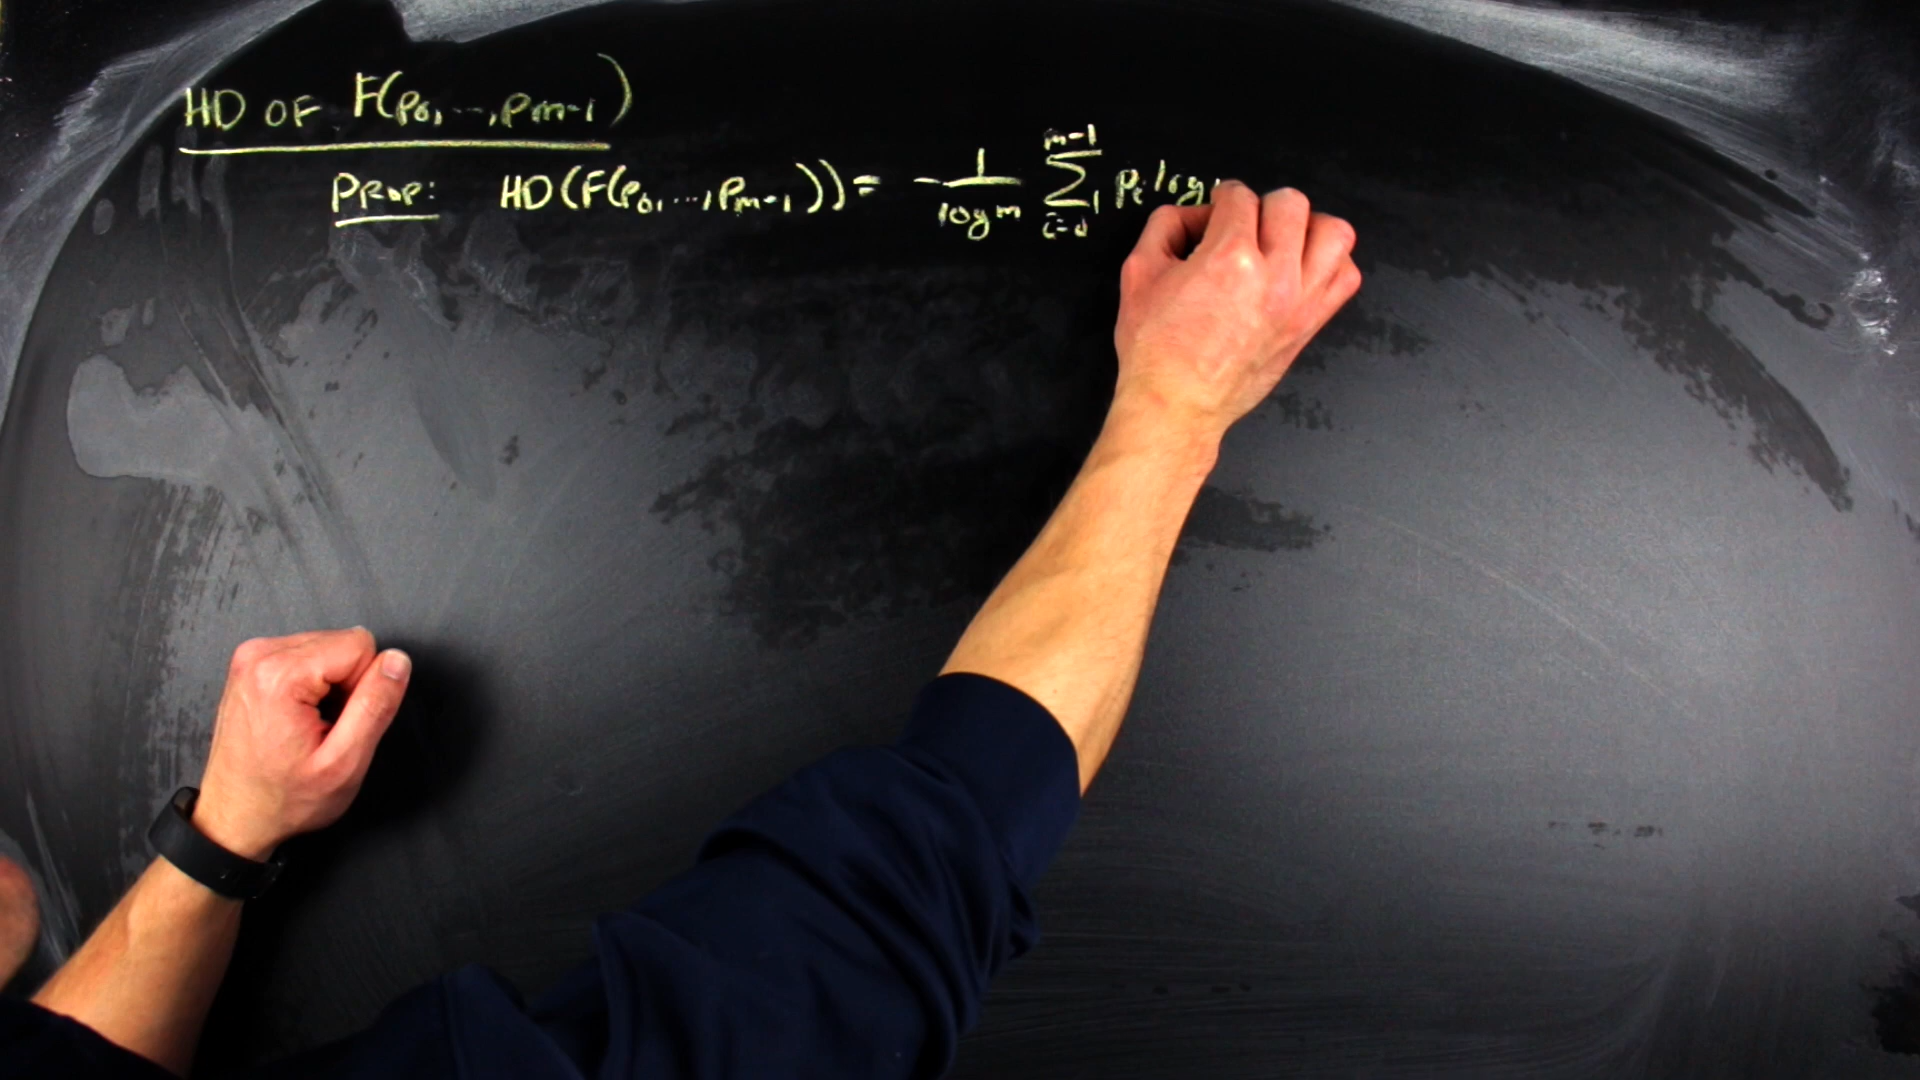 HD OF F(p₀,...,pₘ₋₁)
PROP: HD(F(p₀,...,pₘ₋₁)) = -1/log m ∑_{i=0}^{m-1} pᵢ log